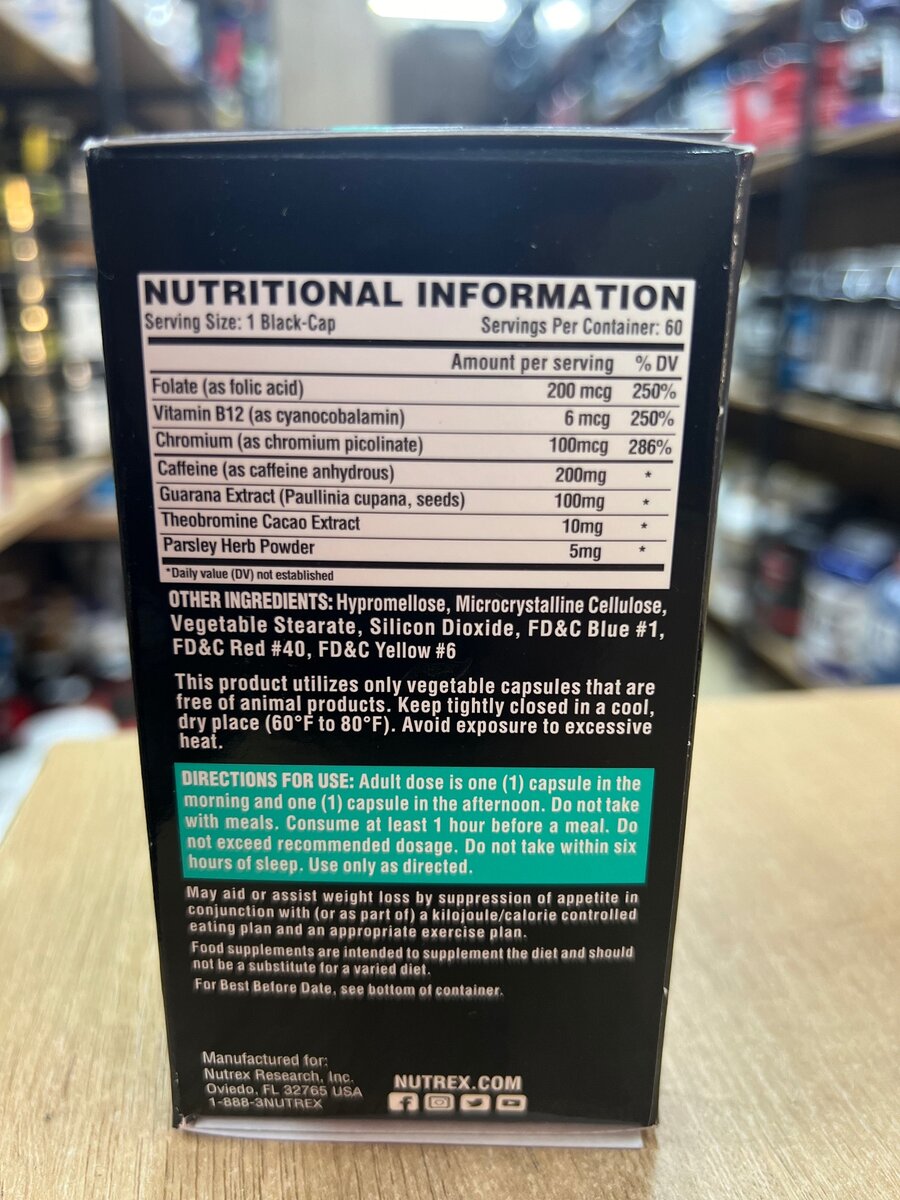 NUTRITIONAL INFORMATION
Serving Size: 1 Black-Cap Servings Per Container: 60
Amount per serving % DV
Folate (as folic acid) 200 mcg 250%
Vitamin B12 (as cyanocobalamin) 6 mcg 250%
Chromium (as chromium picolinate) 100mcg 286%
Caffeine (as caffeine anhydrous) 200mg *
Guarana Extract (Paullinia cupana, seeds) 100mg *
Theobromine Cacao Extract 10mg *
Parsley Herb Powder 5mg *
*Daily value (DV) not established
OTHER INGREDIENTS: Hypromellose, Microcrystalline Cellulose,
Vegetable Stearate, Silicon Dioxide, FD&C Blue #1,
FD&C Red #40, FD&C Yellow #6
This product utilizes only vegetable capsules that are
free of animal products. Keep tightly closed in a cool,
dry place (60°F to 80°F). Avoid exposure to excessive
heat.
DIRECTIONS FOR USE: Adult dose is one (1) capsule in the
morning and one (1) capsule in the afternoon. Do not take
with meals. Consume at least 1 hour before a meal. Do
not exceed recommended dosage. Do not take within six
hours of sleep. Use only as directed.
May aid or assist weight loss by suppression of appetite in
conjunction with (or as part of) a kilojoule/calorie controlled
eating plan and an appropriate exercise plan.
Food supplements are intended to supplement the diet and should
not be a substitute for a varied diet.
For Best Before Date, see bottom of container.
Manufactured for:
Nutrex Research, Inc.
Oviedo, FL 32765 USA
1-888-3NUTREX
NUTREX.COM